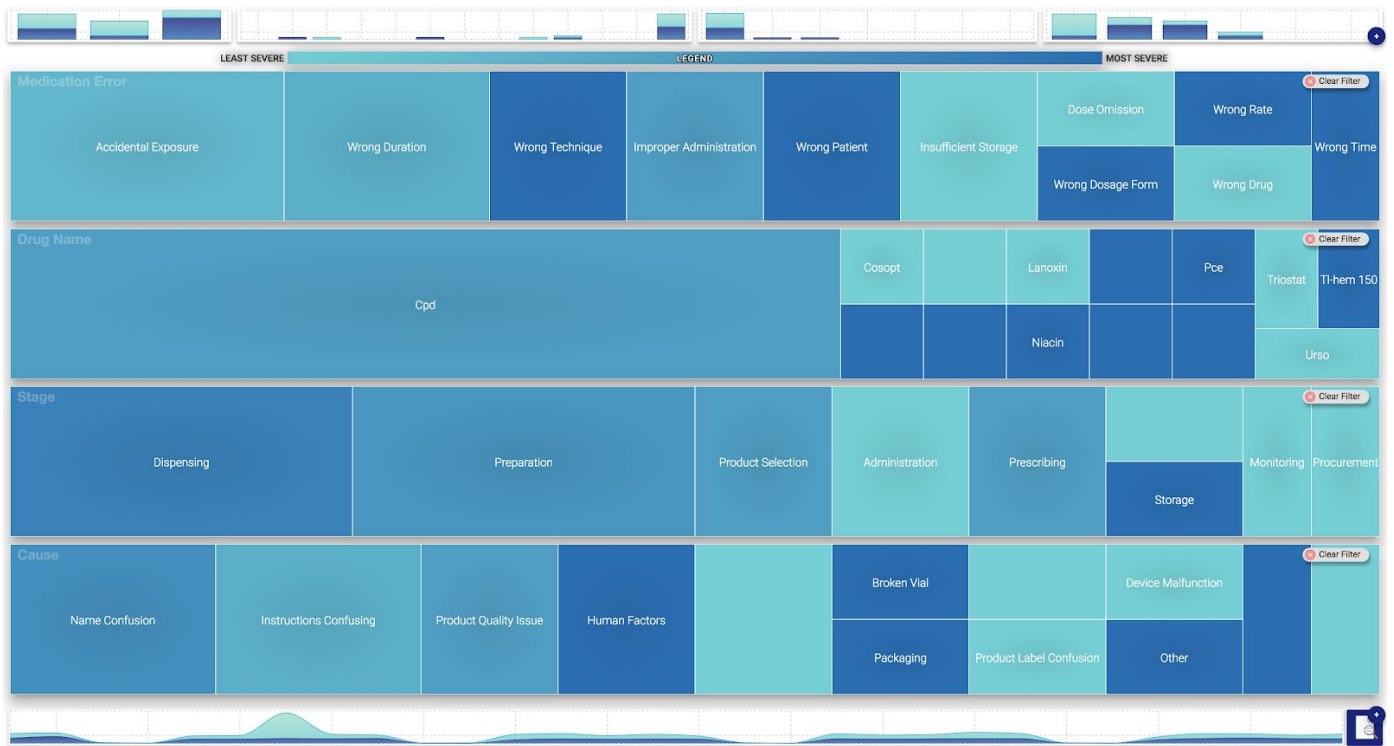 LEAST SEVERE LEGEND MOST SEVERE
Medication Error
Clear Filter
Accidental Exposure
Wrong Duration
Wrong Technique
Improper Administration
Wrong Patient
Insufficient Storage
Dose Omission
Wrong Rate
Wrong Time
Wrong Dosage Form
Wrong Drug
Drug Name
Clear Filter
Cpd
Cosopt
Lanoxin
Pce
Triostat
Tl-hem 150
Niacin
Urso
Stage
Clear Filter
Dispensing
Preparation
Product Selection
Administration
Prescribing
Storage
Monitoring
Procurement
Cause
Clear Filter
Name Confusion
Instructions Confusing
Product Quality Issue
Human Factors
Broken Vial
Device Malfunction
Packaging
Product Label Confusion
Other